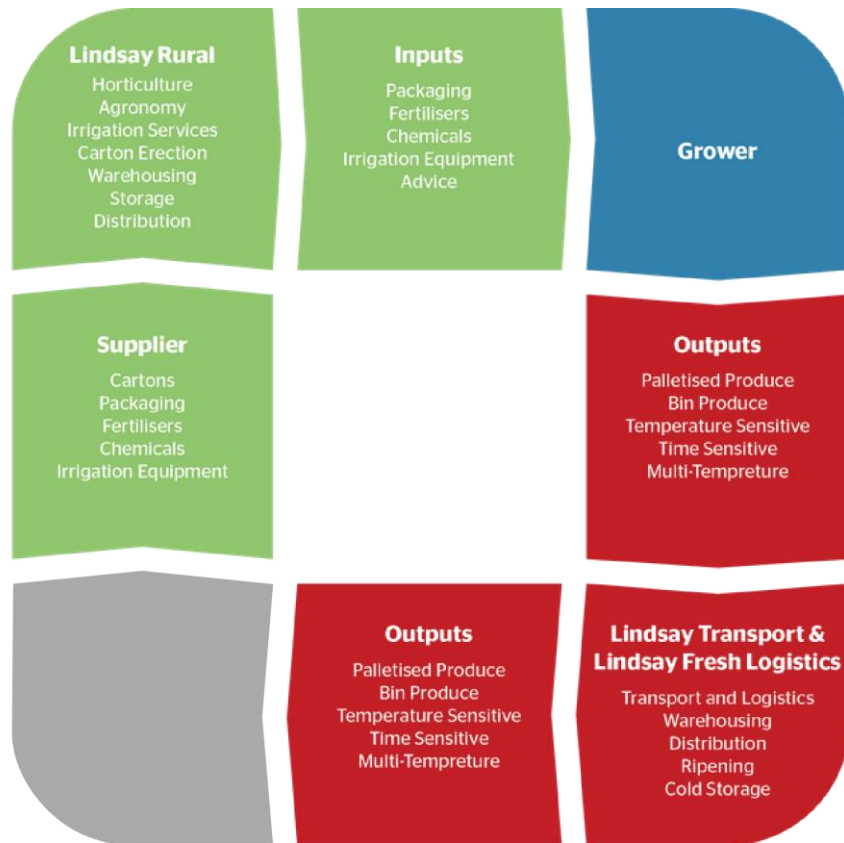 Lindsay Rural
Horticulture
Agronomy
Irrigation Services
Carton Erection
Warehousing
Storage
Distribution
Inputs
Packaging
Fertilisers
Chemicals
Irrigation Equipment
Advice
Grower
Supplier
Cartons
Packaging
Fertilisers
Chemicals
Irrigation Equipment
Outputs
Palletised Produce
Bin Produce
Temperature Sensitive
Time Sensitive
Multi-Tempreture
Outputs
Palletised Produce
Bin Produce
Temperature Sensitive
Time Sensitive
Multi-Tempreture
Lindsay Transport &
Lindsay Fresh Logistics
Transport and Logistics
Warehousing
Distribution
Ripening
Cold Storage